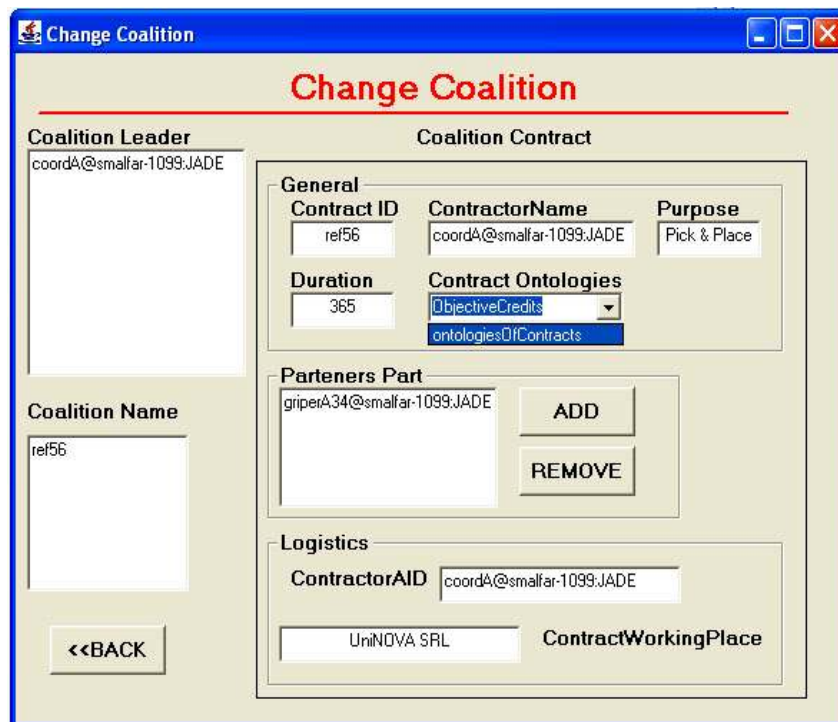 Change Coalition
Change Coalition
Coalition Leader
coordA@smalfar-1099:JADE
Coalition Name
ref56
<<BACK
Coalition Contract
General
Contract ID
ContractorName
Purpose
ref56
coordA@smalfar-1099:JADE
Pick & Place
Duration
Contract Ontologies
365
ObjectiveCredits
ontologiesOfContracts
Parteners Part
griperA34@smalfar-1099:JADE
ADD
REMOVE
Logistics
ContractorAID
coordA@smalfar-1099:JADE
UniNOVA SRL
ContractWorkingPlace